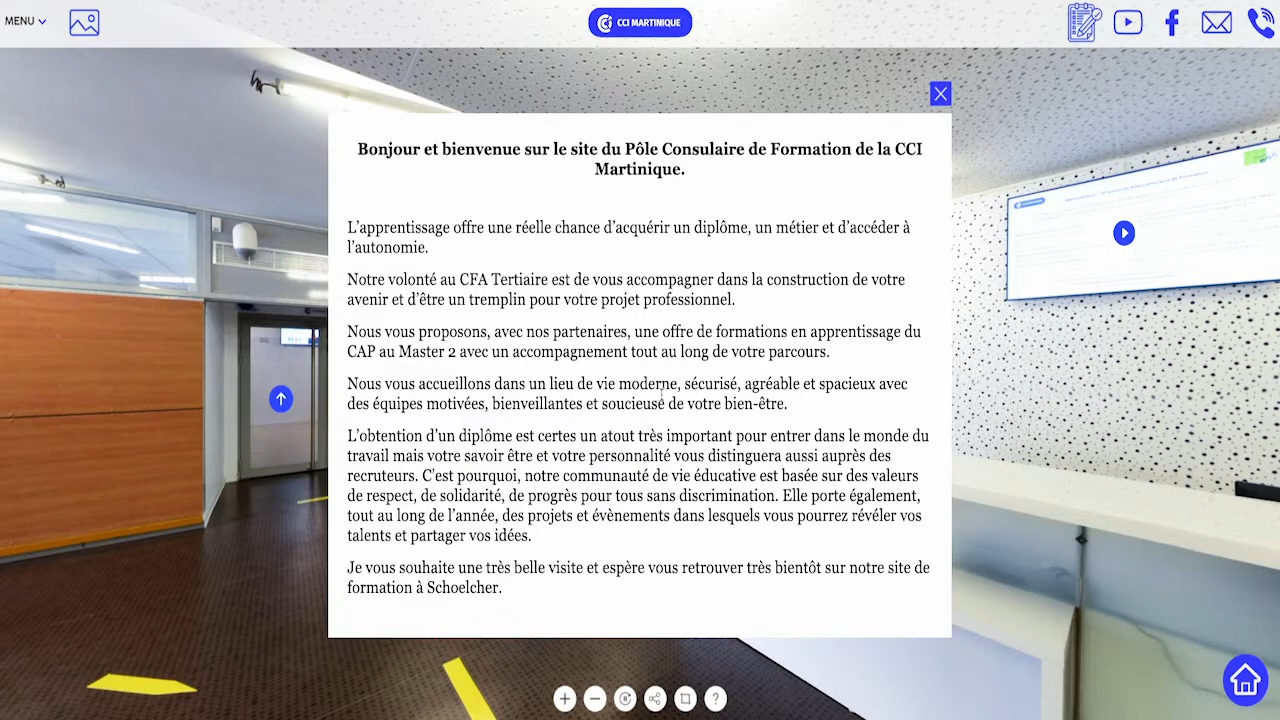 MENU
CCI MARTINIQUE
Bonjour et bienvenue sur le site du Pôle Consulaire de Formation de la CCI
Martinique.
L'apprentissage offre une réelle chance d'acquérir un diplôme, un métier et d'accéder à
l'autonomie.
Notre volonté au CFA Tertiaire est de vous accompagner dans la construction de votre
avenir et d'être un tremplin pour votre projet professionnel.
Nous vous proposons, avec nos partenaires, une offre de formations en apprentissage du
CAP au Master 2 avec un accompagnement tout au long de votre parcours.
Nous vous accueillons dans un lieu de vie moderne, sécurisé, agréable et spacieux avec
des équipes motivées, bienveillantes et soucieuse de votre bien-être.
L'obtention d'un diplôme est certes un atout très important pour entrer dans le monde du
travail mais votre savoir être et votre personnalité vous distinguera aussi auprès des
recruteurs. C'est pourquoi, notre communauté de vie éducative est basée sur des valeurs
de respect, de solidarité, de progrès pour tous sans discrimination. Elle porte également,
tout au long de l'année, des projets et évènements dans lesquels vous pourrez révéler vos
talents et partager vos idées.
Je vous souhaite une très belle visite et espère vous retrouver très bientôt sur notre site de
formation à Schoelcher.